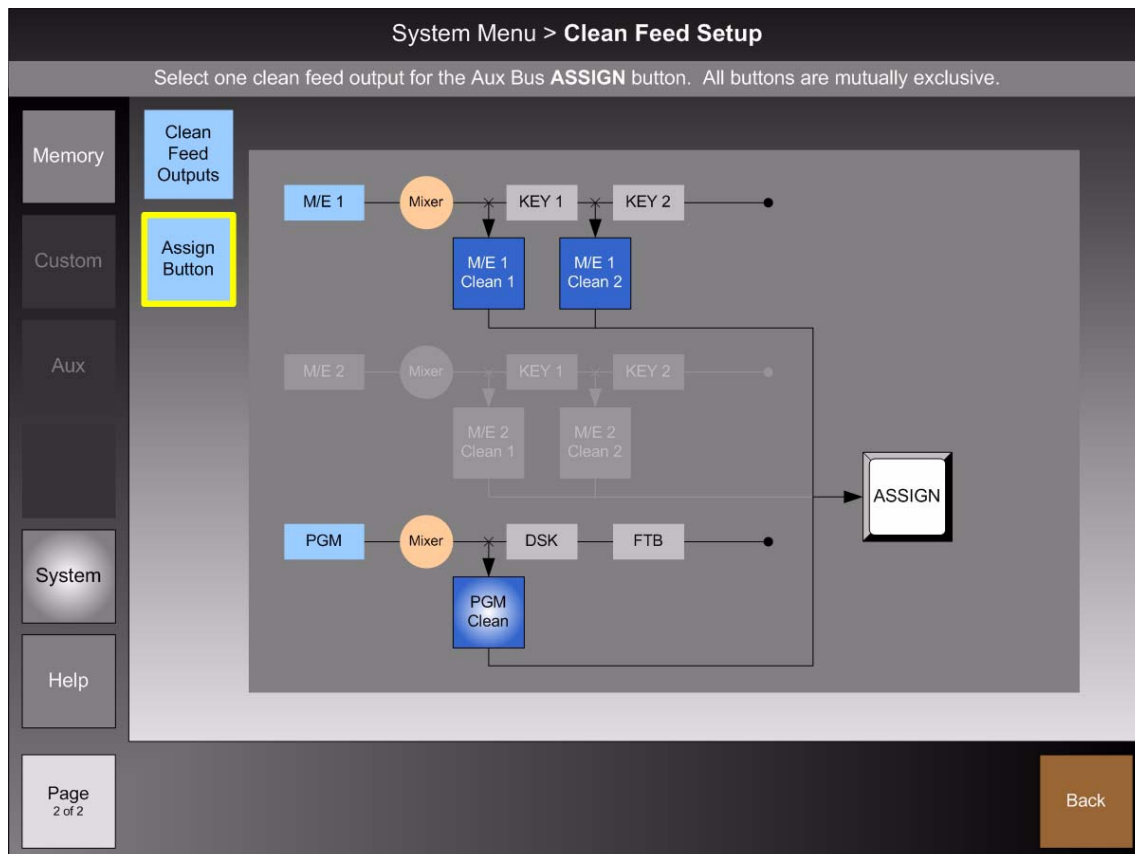 System Menu > Clean Feed Setup
Select one clean feed output for the Aux Bus ASSIGN button. All buttons are mutually exclusive.
Memory
Custom
Aux
System
Help
Page
2 of 2
Clean
Feed
Outputs
Assign
Button
M/E 1
Mixer
KEY 1
KEY 2
M/E 1
Clean 1
M/E 1
Clean 2
M/E 2
Mixer
KEY 1
KEY 2
M/E 2
Clean 1
M/E 2
Clean 2
ASSIGN
PGM
Mixer
DSK
FTB
PGM
Clean
Back